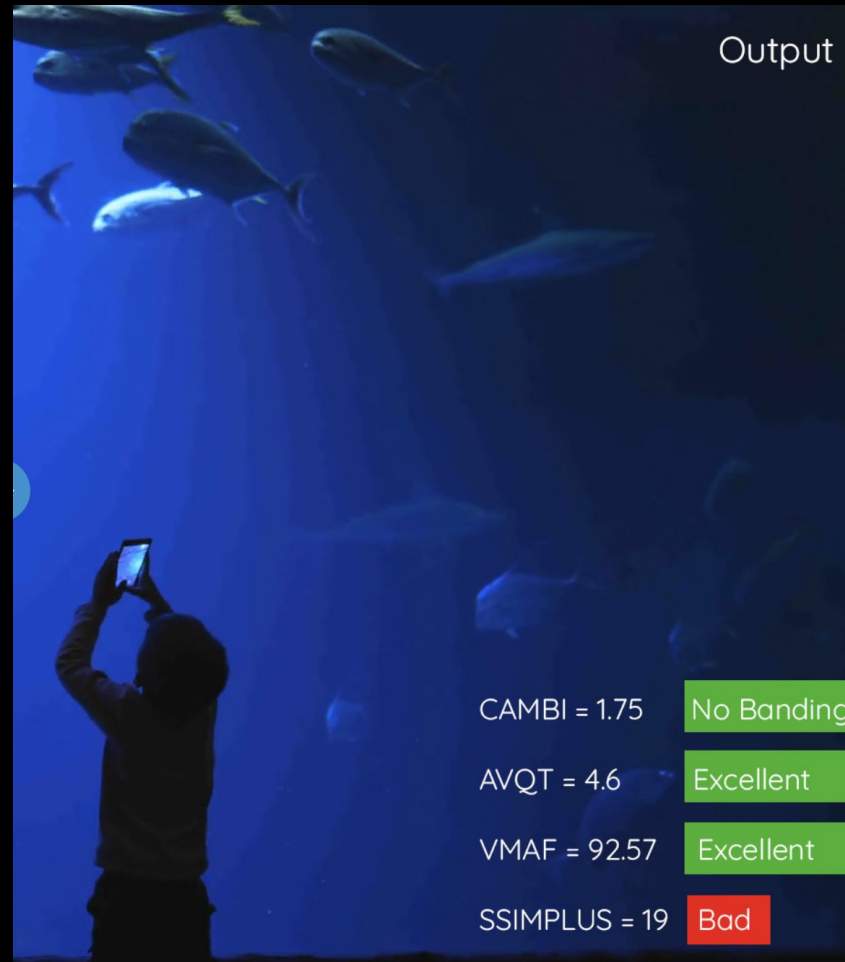 Output
CAMBI = 1.75 No Banding
AVQT = 4.6 Excellent
VMAF = 92.57 Excellent
SSIMPLUS = 19 Bad